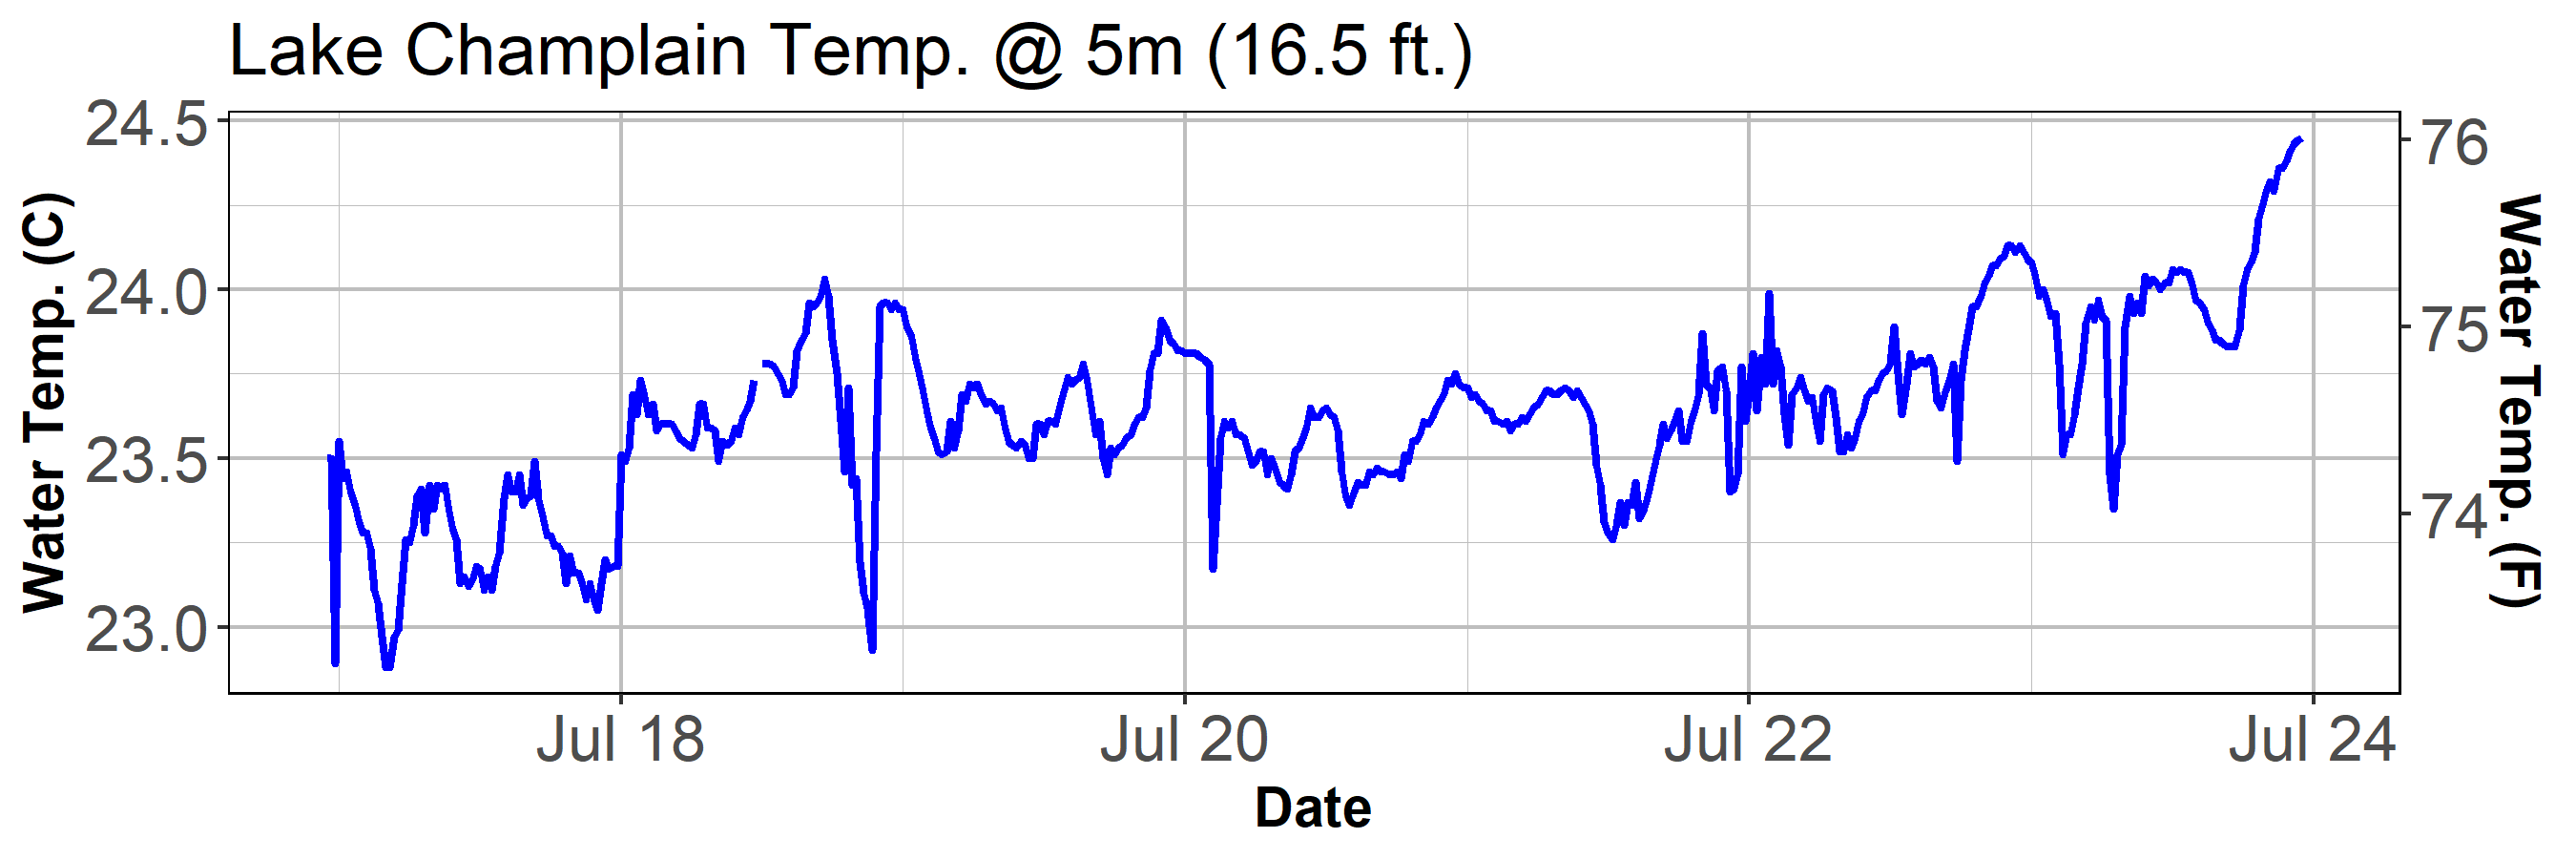 Lake Champlain Temp. @ 5m (16.5 ft.)
24.5
24.0
23.5
23.0
Water Temp. (C)
76
75
74
Water Temp. (F)
Jul 18 Jul 20 Jul 22 Jul 24
Date